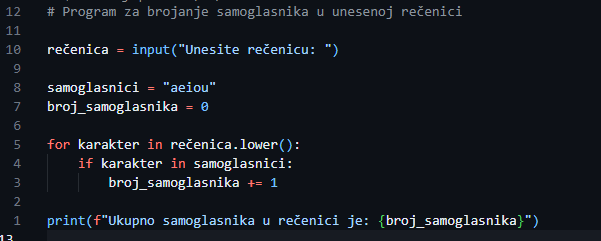 12 # Program za brojanje samoglasnika u unesenoj rečenici
11
10 rečenica = input("Unesite rečenicu: ")
9
8 samoglasnici = "aeiou"
7 broj_samoglasnika = 0
6
5 for karakter in rečenica.lower():
4     if karakter in samoglasnici:
3         broj_samoglasnika += 1
2
1 print(f"Ukupno samoglasnika u rečenici je: {broj_samoglasnika}")
13